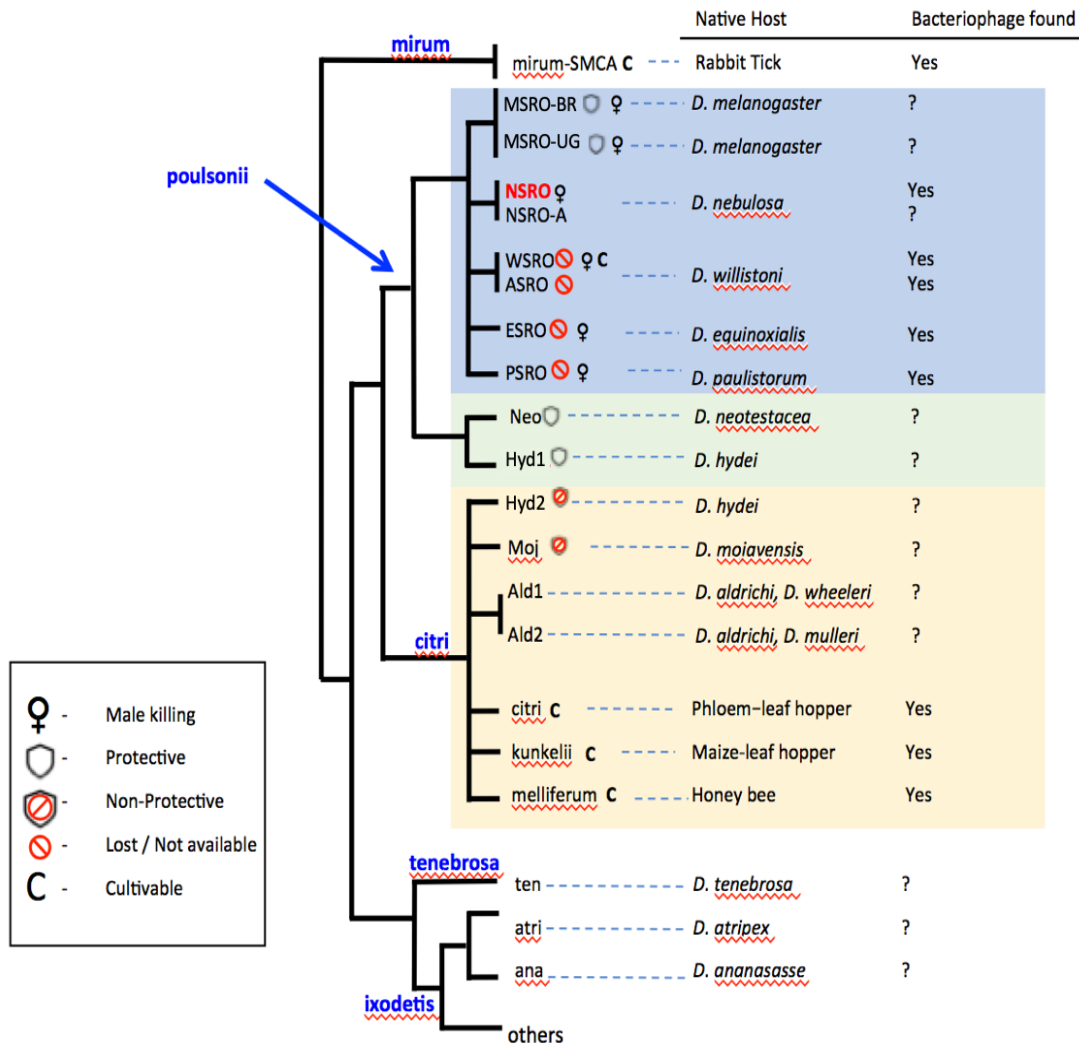 Native Host Bacteriophage found
mirum
mirum-SMCA C Rabbit Tick Yes
MSRO-BR ♀ D. melanogaster ?
MSRO-UG ♀ D. melanogaster ?
poulsonii
NSRO ♀ Yes
D. nebulosa
NSRO-A ?
WSRO ♀ C Yes
D. willistoni
ASRO Yes
ESRO ♀ D. equinoxialis Yes
PSRO ♀ D. paulistorum Yes
Neo D. neotestacea ?
Hyd1 D. hydei ?
Hyd2 D. hydei ?
Moj D. moiavensis ?
Ald1 D. aldrichi, D. wheeleri ?
Ald2 D. aldrichi, D. mulleri ?
citri
citri C Phloem-leaf hopper Yes
kunkelii C Maize-leaf hopper Yes
melliferum C Honey bee Yes
♀ - Male killing
- Protective
- Non-Protective
- Lost / Not available
C - Cultivable
tenebrosa
ten D. tenebrosa ?
atri D. atripex ?
ana D. ananasasse ?
ixodetis
others